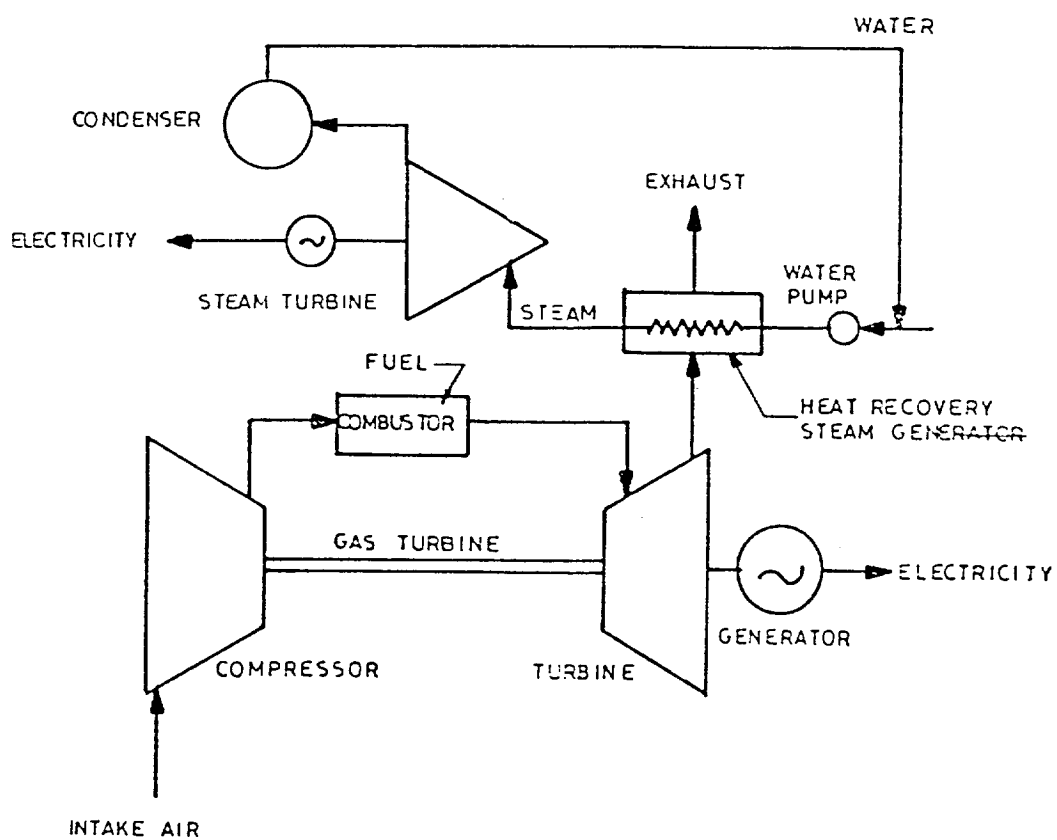 WATER
CONDENSER
EXHAUST
ELECTRICITY
WATER
PUMP
STEAM TURBINE
STEAM
FUEL
COMBUSTOR
HEAT RECOVERY
STEAM GENERATOR
GAS TURBINE
ELECTRICITY
GENERATOR
COMPRESSOR
TURBINE
INTAKE AIR